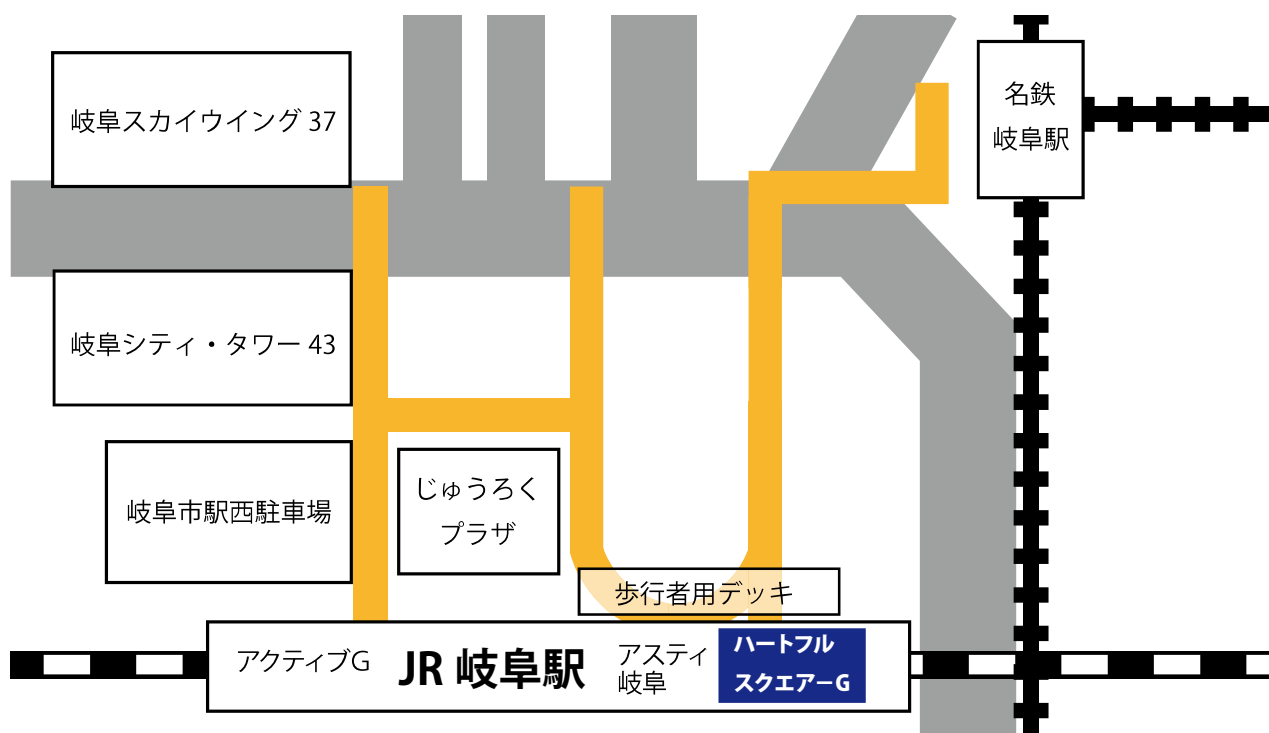 岐阜スカイウイング 37
名鉄
岐阜駅
岐阜シティ・タワー 43
岐阜市駅西駐車場
じゅうろく
プラザ
歩行者用デッキ
アクティブG
JR 岐阜駅
アスティ
岐阜
ハートフル
スクエアーG